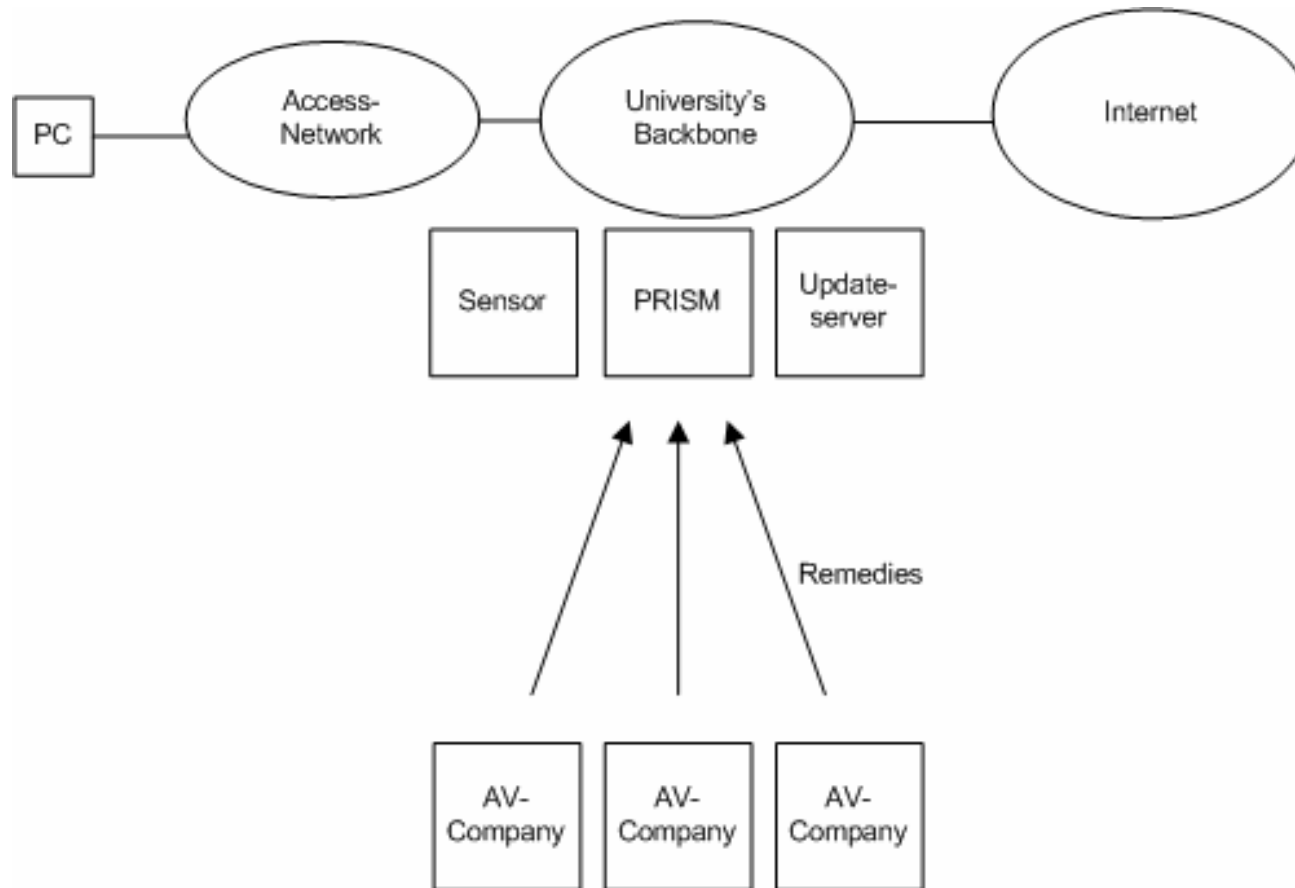 PC
Access-
Network
University's
Backbone
Internet
Sensor
PRISM
Update-
server
Remedies
AV-
Company
AV-
Company
AV-
Company